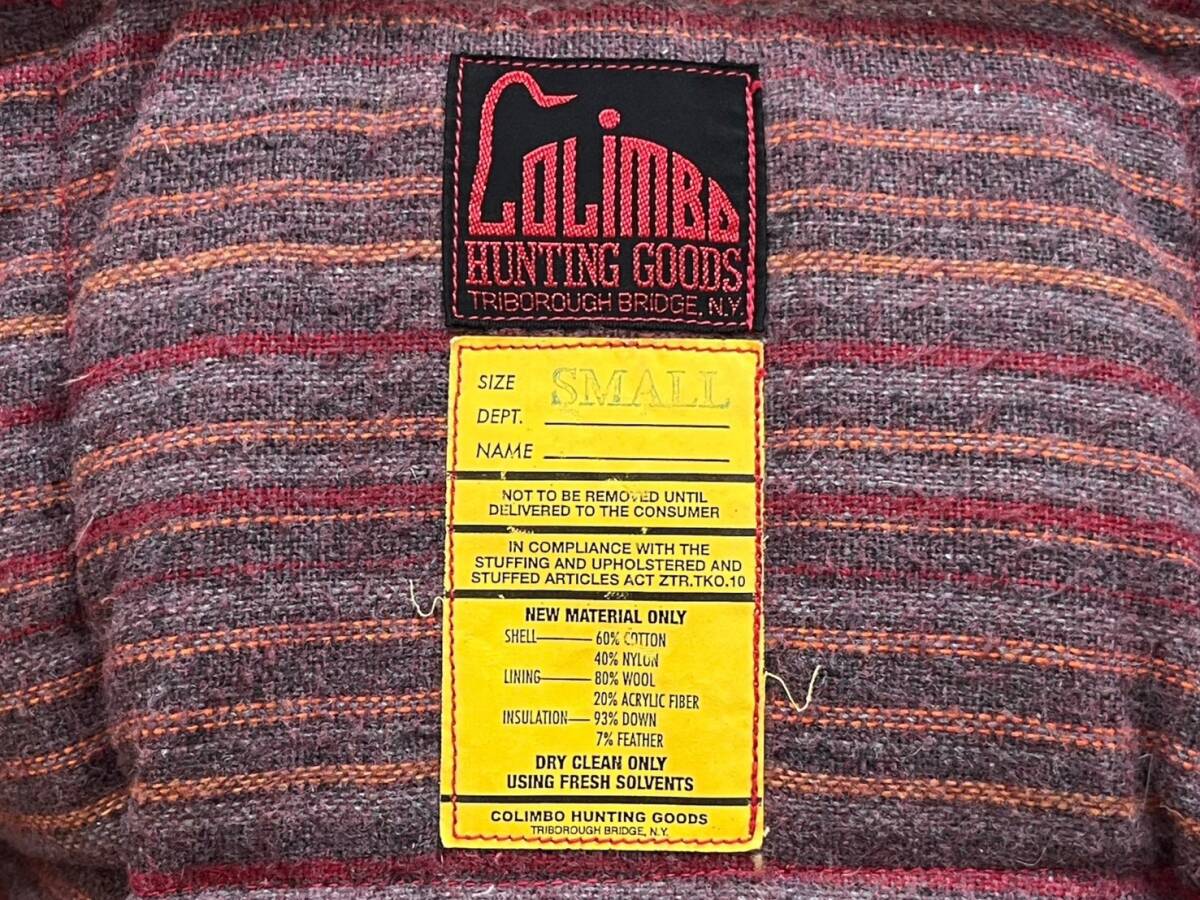 COLIMBO
HUNTING GOODS
TRIBOROUGH BRIDGE, N.Y.
SIZE SMALL
DEPT.
NAME
NOT TO BE REMOVED UNTIL
DELIVERED TO THE CONSUMER
IN COMPLIANCE WITH THE
STUFFING AND UPHOLSTERED AND
STUFFED ARTICLES ACT ZTR.TKO.10
NEW MATERIAL ONLY
SHELL 60% COTTON
40% NYLON
LINING 80% WOOL
20% ACRYLIC FIBER
INSULATION 93% DOWN
7% FEATHER
DRY CLEAN ONLY
USING FRESH SOLVENTS
COLIMBO HUNTING GOODS
TRIBOROUGH BRIDGE, N.Y.